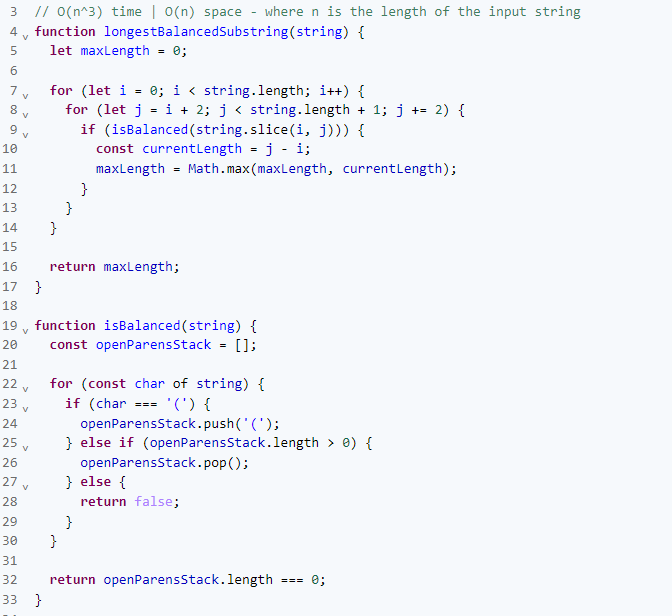 3 // O(n^3) time | O(n) space - where n is the length of the input string
4 function longestBalancedSubstring(string) {
5   let maxLength = 0;
6
7   for (let i = 0; i < string.length; i++) {
8     for (let j = i + 2; j < string.length + 1; j += 2) {
9       if (isBalanced(string.slice(i, j))) {
10         const currentLength = j - i;
11         maxLength = Math.max(maxLength, currentLength);
12       }
13     }
14   }
15
16   return maxLength;
17 }
18
19 function isBalanced(string) {
20   const openParensStack = [];
21
22   for (const char of string) {
23     if (char === '(') {
24       openParensStack.push('(');
25     } else if (openParensStack.length > 0) {
26       openParensStack.pop();
27     } else {
28       return false;
29     }
30   }
31
32   return openParensStack.length === 0;
33 }